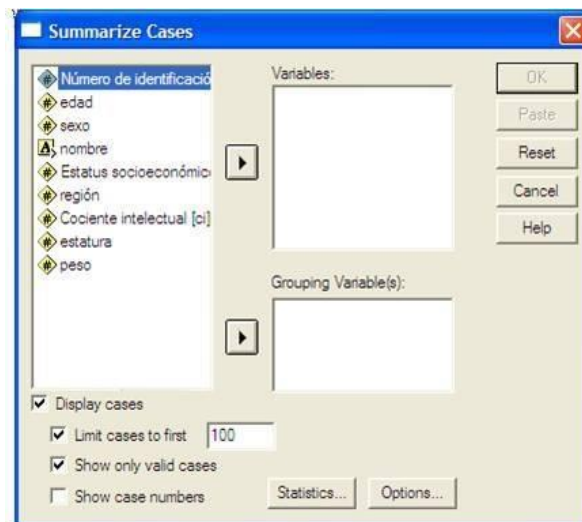 Summarize Cases
Número de identificació
edad
sexo
nombre
Estatus socioeconómic
región
Cociente intelectual [ci]
estatura
peso
Variables:
Grouping Variable(s):
OK
Paste
Reset
Cancel
Help
Display cases
Limit cases to first 100
Show only valid cases
Show case numbers
Statistics...
Options...